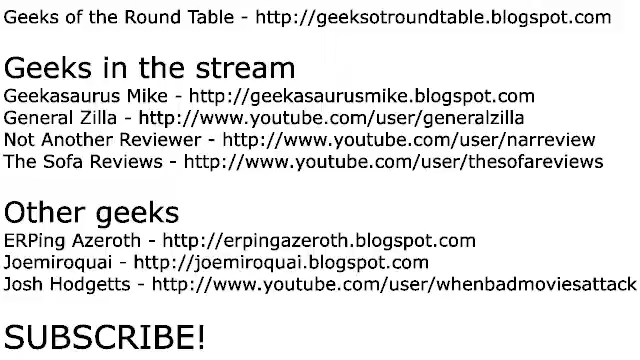 Geeks of the Round Table - http://geeksotroundtable.blogspot.com
Geeks in the stream
Geekasaurus Mike - http://geekasaurusmike.blogspot.com
General Zilla - http://www.youtube.com/user/generalzilla
Not Another Reviewer - http://www.youtube.com/user/narreview
The Sofa Reviews - http://www.youtube.com/user/thesofareviews
Other geeks
ERPing Azeroth - http://erpingazeroth.blogspot.com
Joemiroquai - http://joemiroquai.blogspot.com
Josh Hodgetts - http://www.youtube.com/user/whenbadmoviesattack
SUBSCRIBE!